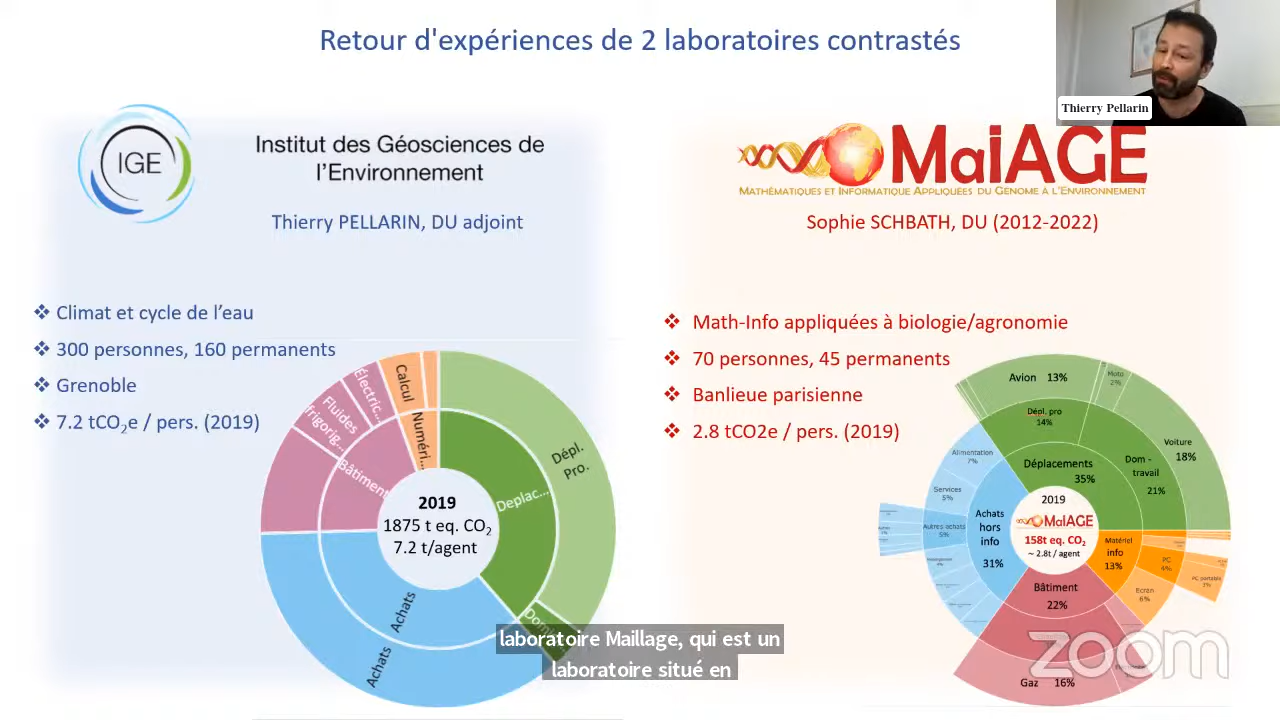 Retour d'expériences de 2 laboratoires contrastés
Thierry Pellarin
IGE
Institut des Géosciences de
l'Environnement
Thierry PELLARIN, DU adjoint
❖ Climat et cycle de l'eau
❖ 300 personnes, 160 permanents
❖ Grenoble
❖ 7.2 tCO₂e / pers. (2019)
Électric...
Calcul
Fluides
frigorig...
Numéri...
Bâtiment
Dépl.
Pro.
Deplac...
2019
1875 t eq. CO₂
7.2 t/agent
Achats
Achats
Dom
MaiAGE
MATHÉMATIQUES ET INFORMATIQUE APPLIQUÉES DU GÉNOME À L'ENVIRONNEMENT
Sophie SCHBATH, DU (2012-2022)
❖ Math-Info appliquées à biologie/agronomie
❖ 70 personnes, 45 permanents
❖ Banlieue parisienne
❖ 2.8 tCO2e / pers. (2019)
Avion 13%
Moto
2%
Dépl. pro
14%
Voiture
18%
Déplacements
35%
Dom -
travail
21%
Alimentation
7%
Services
5%
Autres achats
5%
Achats
hors
info
31%
2019
MaIAGE
158t eq. CO₂
~ 2.8t / agent
Matériel
info
13%
PC
4%
PC portable
Ecran
6%
Bâtiment
22%
Gaz 16%
laboratoire Maillage, qui est un
laboratoire situé en
zoom